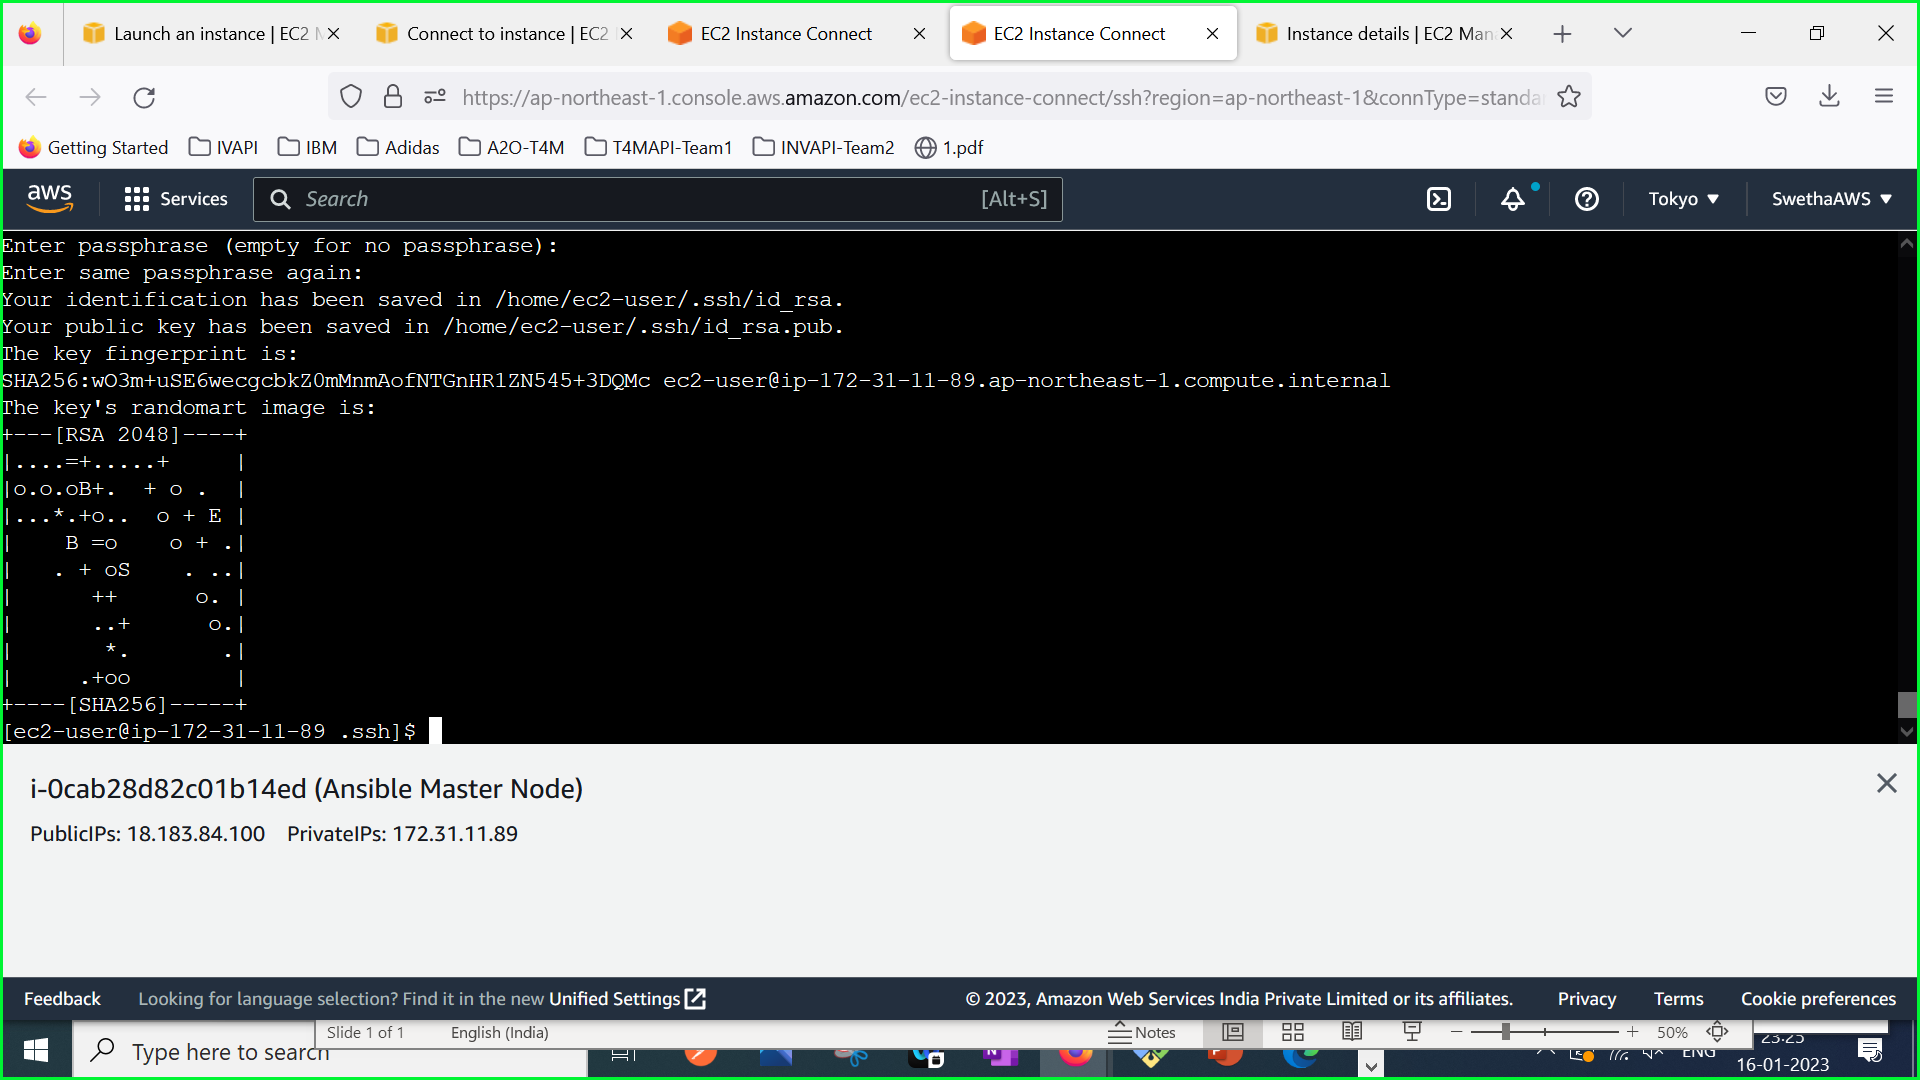 Launch an instance | EC2 M
Connect to instance | EC2
EC2 Instance Connect
EC2 Instance Connect
Instance details | EC2 Man
https://ap-northeast-1.console.aws.amazon.com/ec2-instance-connect/ssh?region=ap-northeast-1&connType=standa
Getting Started
IVAPI
IBM
Adidas
A2O-T4M
T4MAPI-Team1
INVAPI-Team2
1.pdf
aws
Services
Search
[Alt+S]
Tokyo
SwethaAWS
Enter passphrase (empty for no passphrase):
Enter same passphrase again:
Your identification has been saved in /home/ec2-user/.ssh/id_rsa.
Your public key has been saved in /home/ec2-user/.ssh/id_rsa.pub.
The key fingerprint is:
SHA256:wO3m+uSE6wecgcbkZ0mMnmAofNTGnHRlZN545+3DQMc ec2-user@ip-172-31-11-89.ap-northeast-1.compute.internal
The key's randomart image is:
+---[RSA 2048]----+
|....=+.....+     |
|o.o.oB+.  + o .  |
|...*.+o..  o + E |
|    B =o    o + .|
|   . + oS    . ..|
|      ++      o. |
|      ..+      o.|
|       *.       .|
|     .+oo        |
+----[SHA256]-----+
[ec2-user@ip-172-31-11-89 .ssh]$
i-0cab28d82c01b14ed (Ansible Master Node)
PublicIPs: 18.183.84.100 PrivateIPs: 172.31.11.89
Feedback
Looking for language selection? Find it in the new Unified Settings
© 2023, Amazon Web Services India Private Limited or its affiliates.
Privacy
Terms
Cookie preferences
Slide 1 of 1
English (India)
Notes
50%
Type here to search
ENG
23:25
16-01-2023